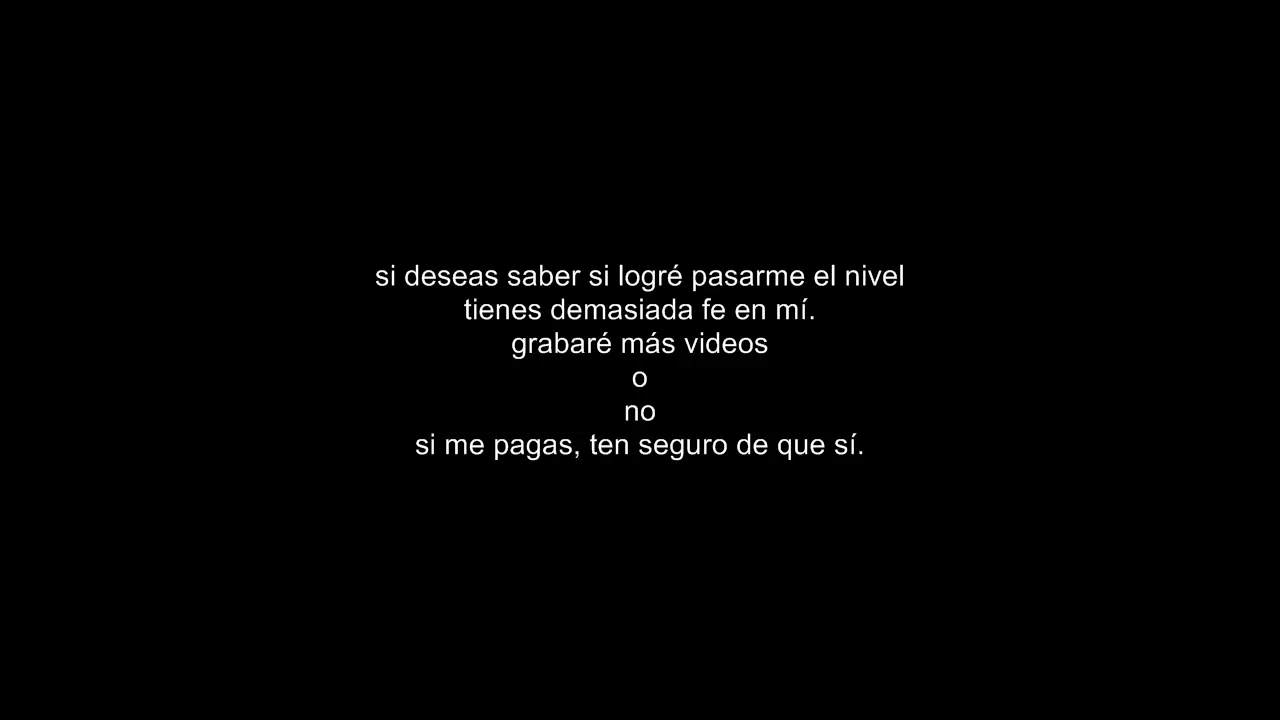 si deseas saber si logré pasarme el nivel
tienes demasiada fe en mí.
grabaré más videos
o
no
si me pagas, ten seguro de que sí.